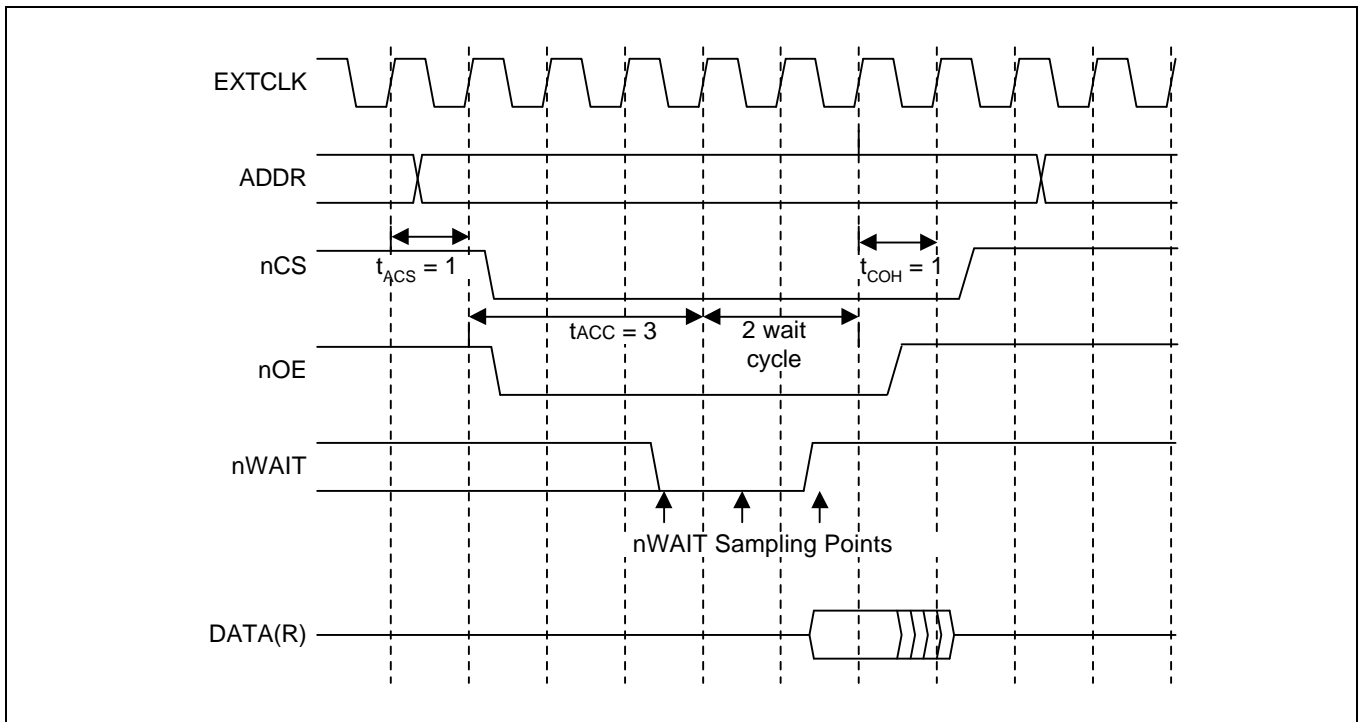 EXTCLK
ADDR
nCS
tACS = 1
tCOH = 1
tACC = 3
2 wait
cycle
nOE
nWAIT
nWAIT Sampling Points
DATA(R)